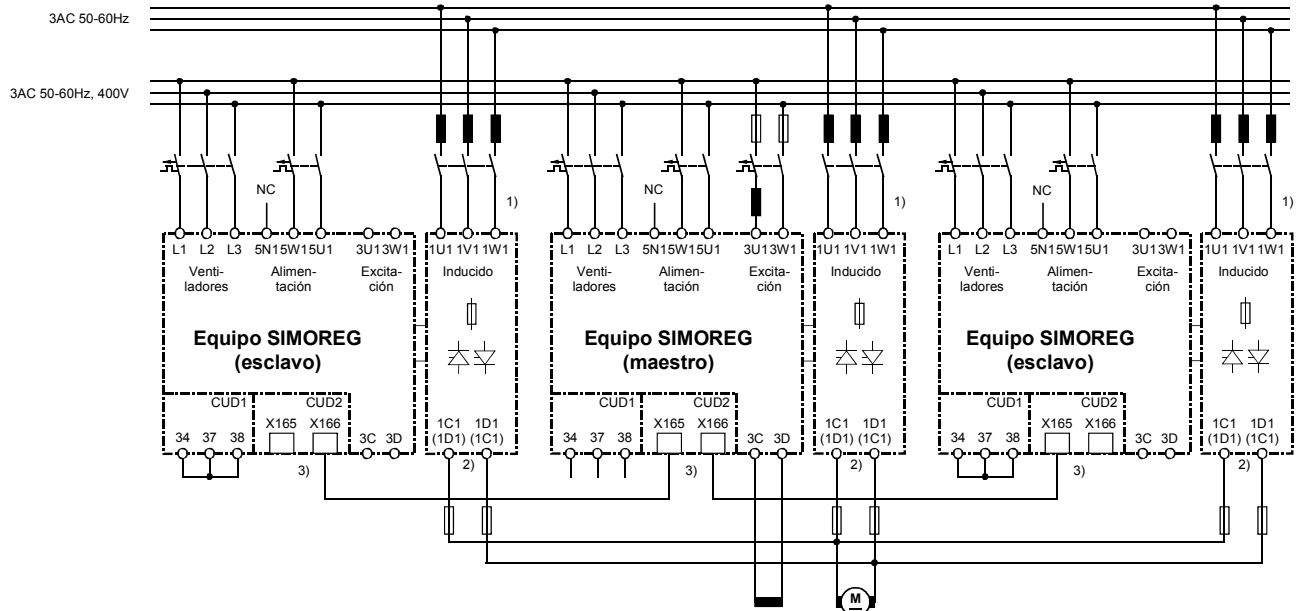 3AC 50-60Hz
3AC 50-60Hz, 400V
NC 1) NC 1) NC 1)
L1 L2 L3 5N1 5W1 5U1 3U1 3W1 1U1 1V1 1W1 L1 L2 L3 5N1 5W1 5U1 3U1 3W1 1U1 1V1 1W1 L1 L2 L3 5N1 5W1 5U1 3U1 3W1 1U1 1V1 1W1
Venti- Alimen- Excita- Inducido Venti- Alimen- Excita- Inducido Venti- Alimen- Excita- Inducido
ladores tación ción ladores tación ción ladores tación ción
Equipo SIMOREG Equipo SIMOREG Equipo SIMOREG
(esclavo) (maestro) (esclavo)
CUD1 CUD2 CUD1 CUD2 CUD1 CUD2
34 37 38 X165 X166 3C 3D 1C1 1D1 34 37 38 X165 X166 3C 3D 1C1 1D1 34 37 38 X165 X166 3C 3D 1C1 1D1
(1D1) (1C1) (1D1) (1C1) (1D1) (1C1)
3) 2) 3) 2) 3) 2)
M